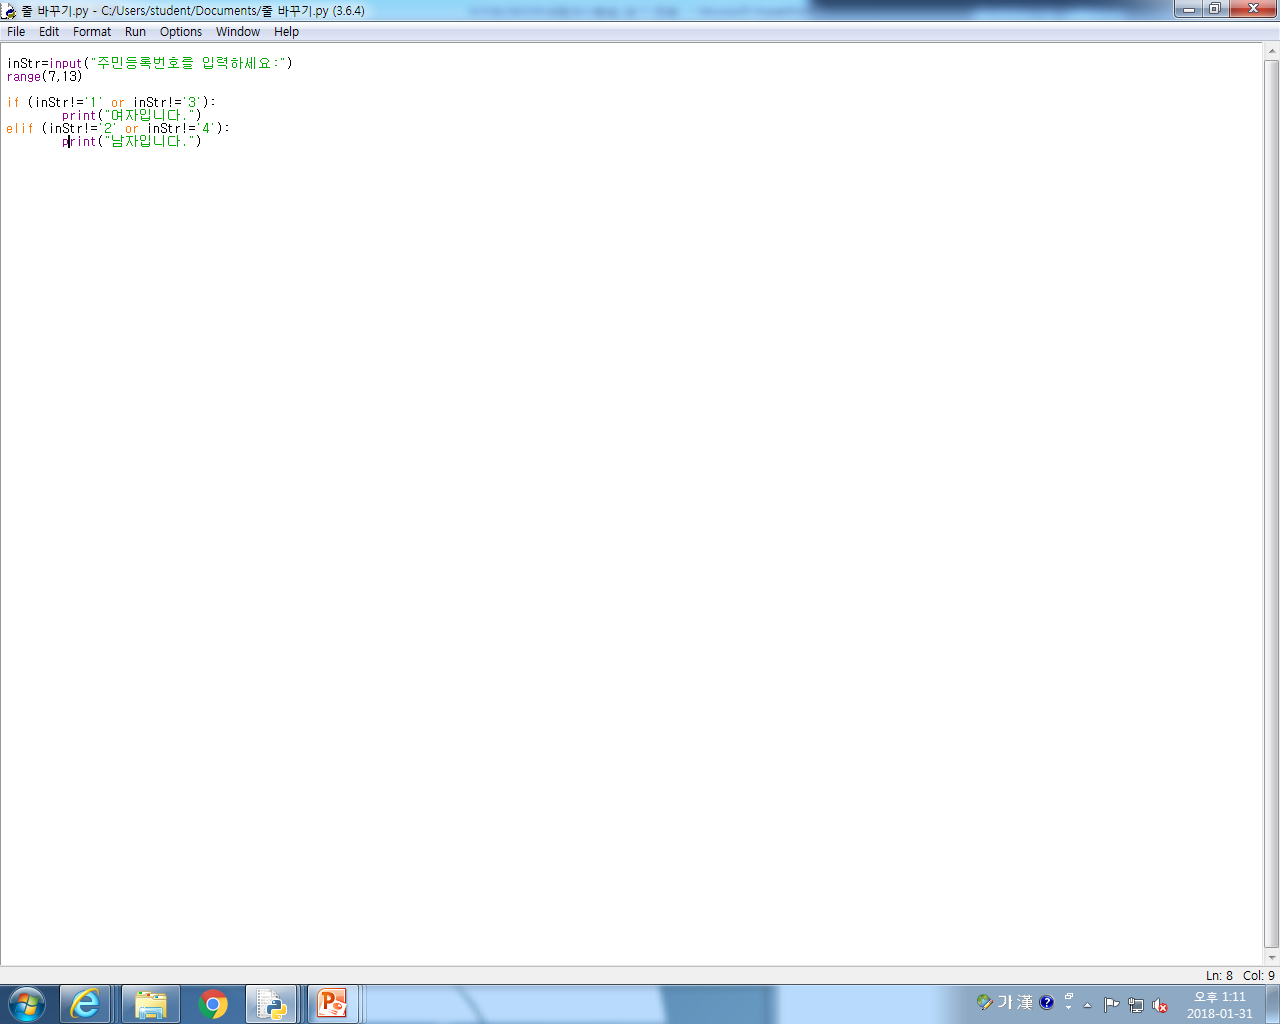 줄 바꾸기.py - C:/Users/student/Documents/줄 바꾸기.py (3.6.4)
File Edit Format Run Options Window Help
inStr=input("주민등록번호을 입력하세요:")
range(7,13)
if (inStr!='1' or inStr!='3'):
print("여자입니다.")
elif (inStr!='2' or inStr!='4'):
print("남자입니다.")
Ln: 8 Col: 9
가 漢
오후 1:11
2018-01-31